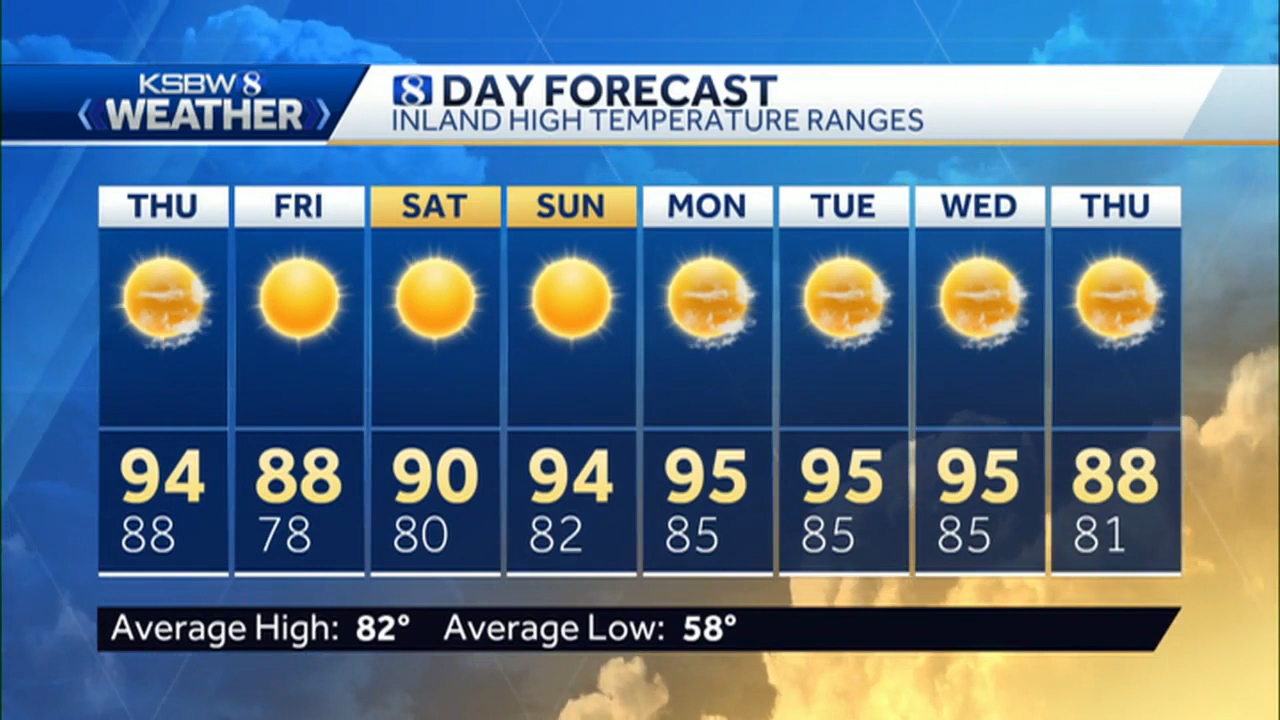 KSBW 8
WEATHER
8 DAY FORECAST
INLAND HIGH TEMPERATURE RANGES
THU FRI SAT SUN MON TUE WED THU
94 88 90 94 95 95 95 88
88 78 80 82 85 85 85 81
Average High: 82° Average Low: 58°